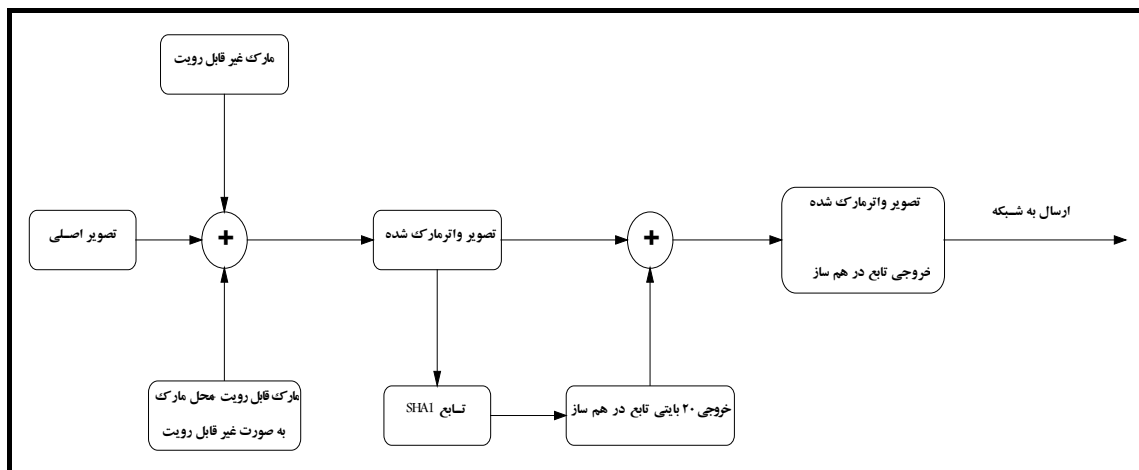 مارک غیر قابل رویت
تصویر اصلی
تصویر واترمارک شده
تصویر واترمارک شده
خروجی تابع در هم ساز
ارسال به شبکه
مارک قابل رویت -محل مارک
به صورت غیر قابل رویت
تابع SHA1
خروجی ۲۰ بایتی تابع در هم ساز